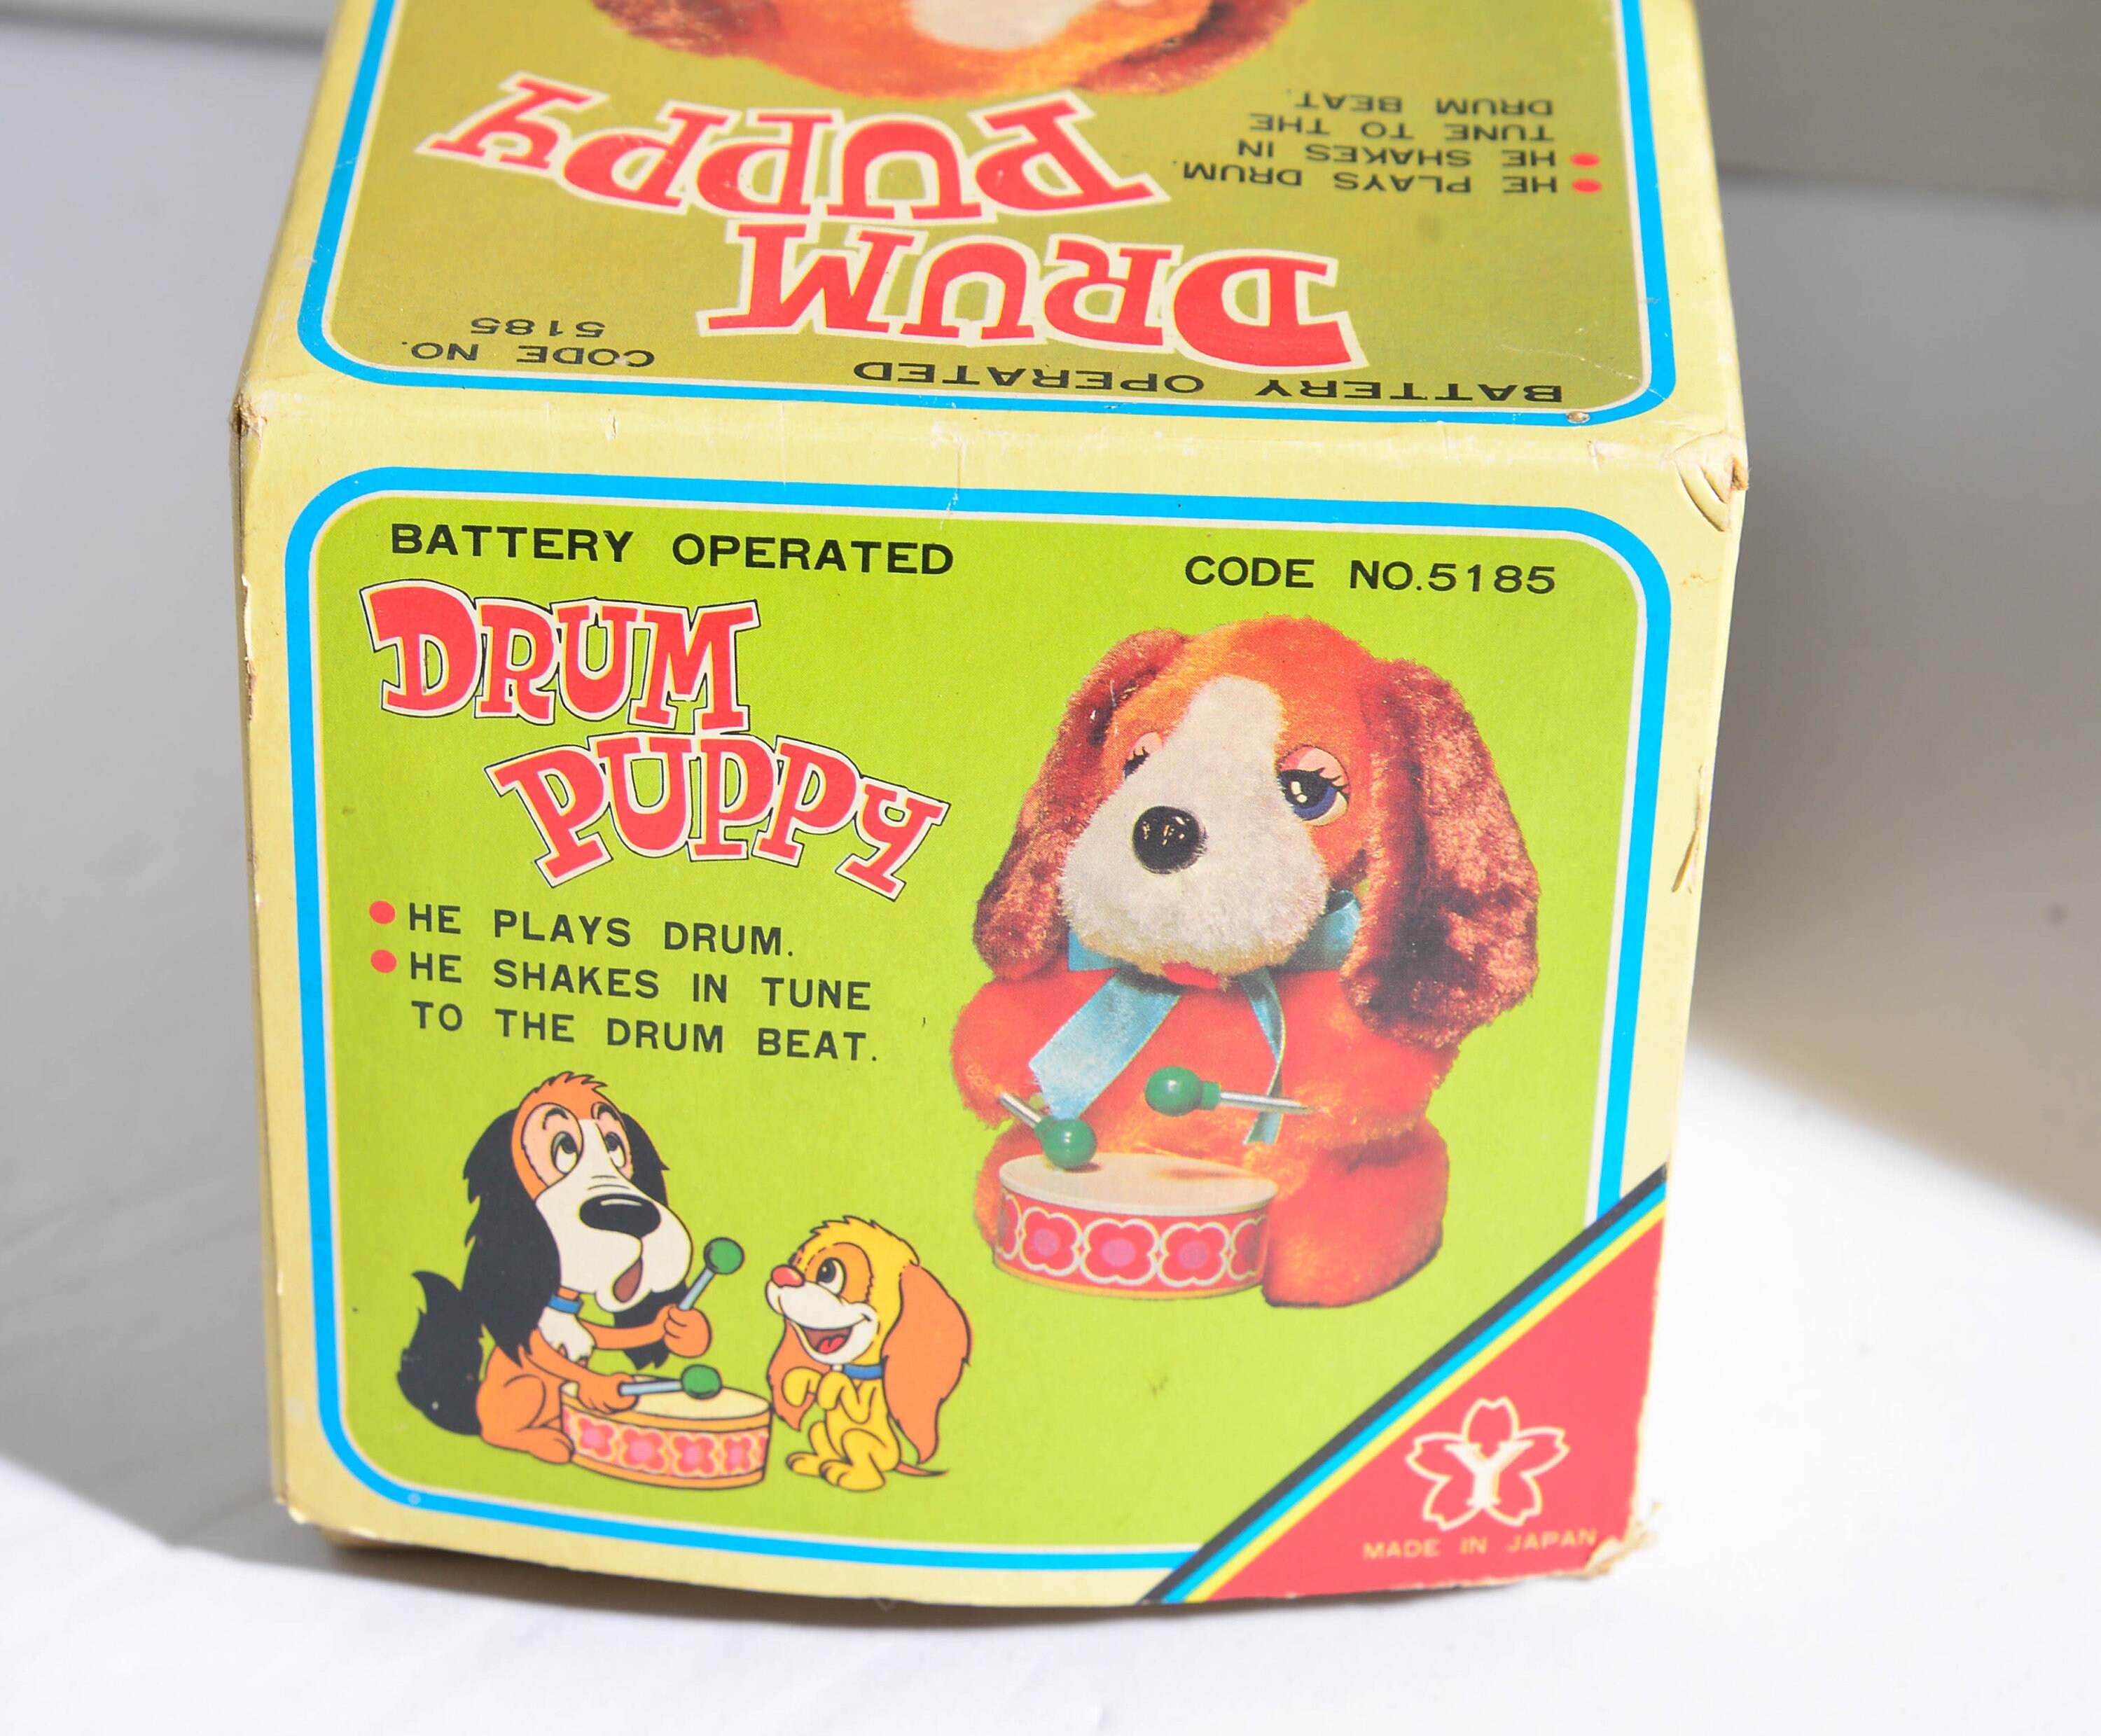 BATTERY OPERATED
CODE NO.
5185
DRUM
PUPPY
● HE PLAYS DRUM.
● HE SHAKES IN
TUNE TO THE
DRUM BEAT.
BATTERY OPERATED
CODE NO.5185
DRUM
PUPPY
● HE PLAYS DRUM.
● HE SHAKES IN TUNE
TO THE DRUM BEAT.
Y
MADE IN JAPAN